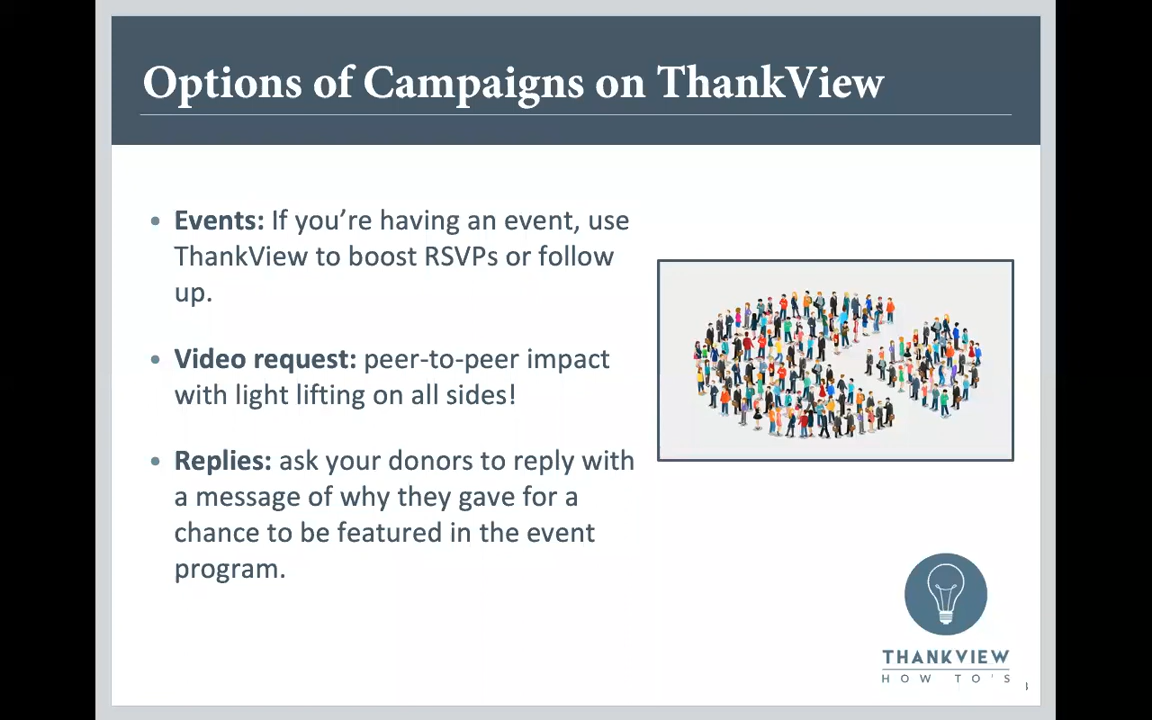 Options of Campaigns on ThankView
• Events: If you’re having an event, use
ThankView to boost RSVPs or follow
up.
• Video request: peer-to-peer impact
with light lifting on all sides!
• Replies: ask your donors to reply with
a message of why they gave for a
chance to be featured in the event
program.
THANKVIEW
HOW TO'S